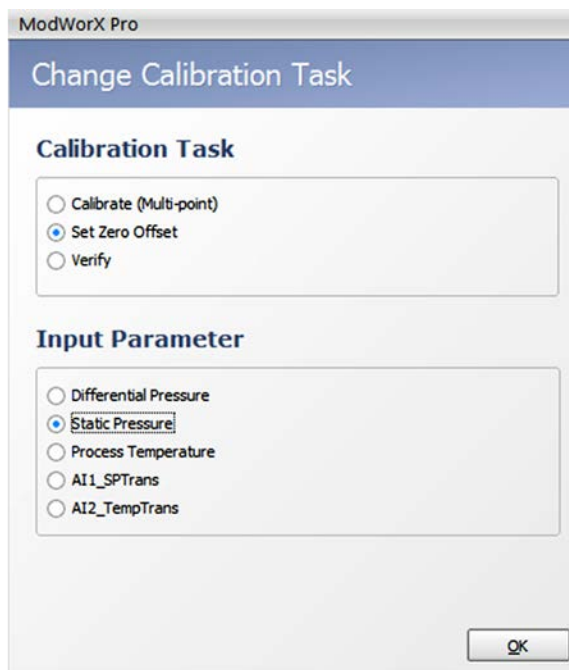 ModWorX Pro
Change Calibration Task
Calibration Task
Calibrate (Multi-point)
Set Zero Offset
Verify
Input Parameter
Differential Pressure
Static Pressure
Process Temperature
AI1_SPTrans
AI2_TempTrans
OK